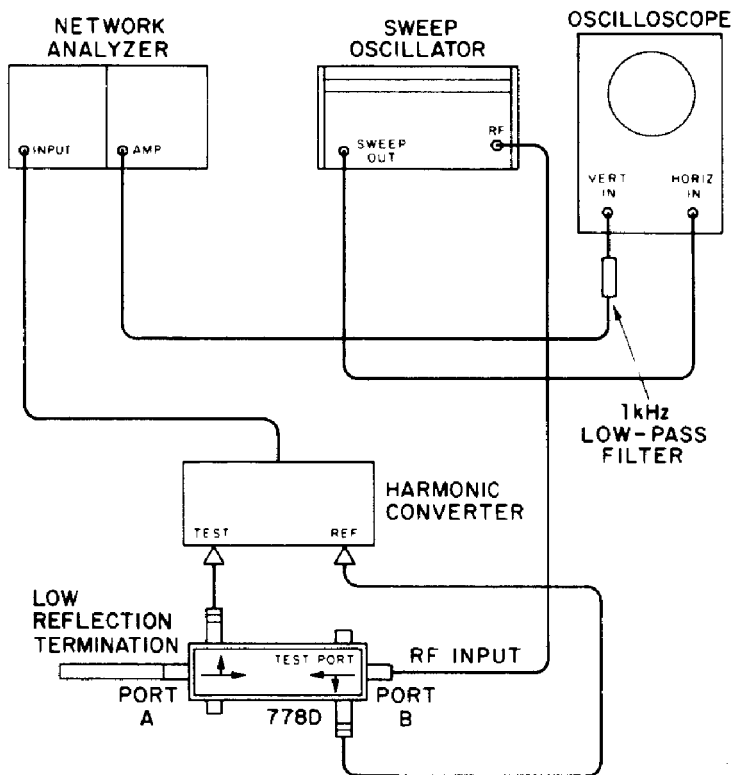 NETWORK
ANALYZER
SWEEP
OSCILLATOR
OSCILLOSCOPE
INPUT
AMP
SWEEP
OUT
RF
VERT
IN
HORIZ
IN
1kHz
LOW-PASS
FILTER
HARMONIC
CONVERTER
TEST
REF
LOW
REFLECTION
TERMINATION
TEST PORT
RF INPUT
PORT
A
778D
PORT
B